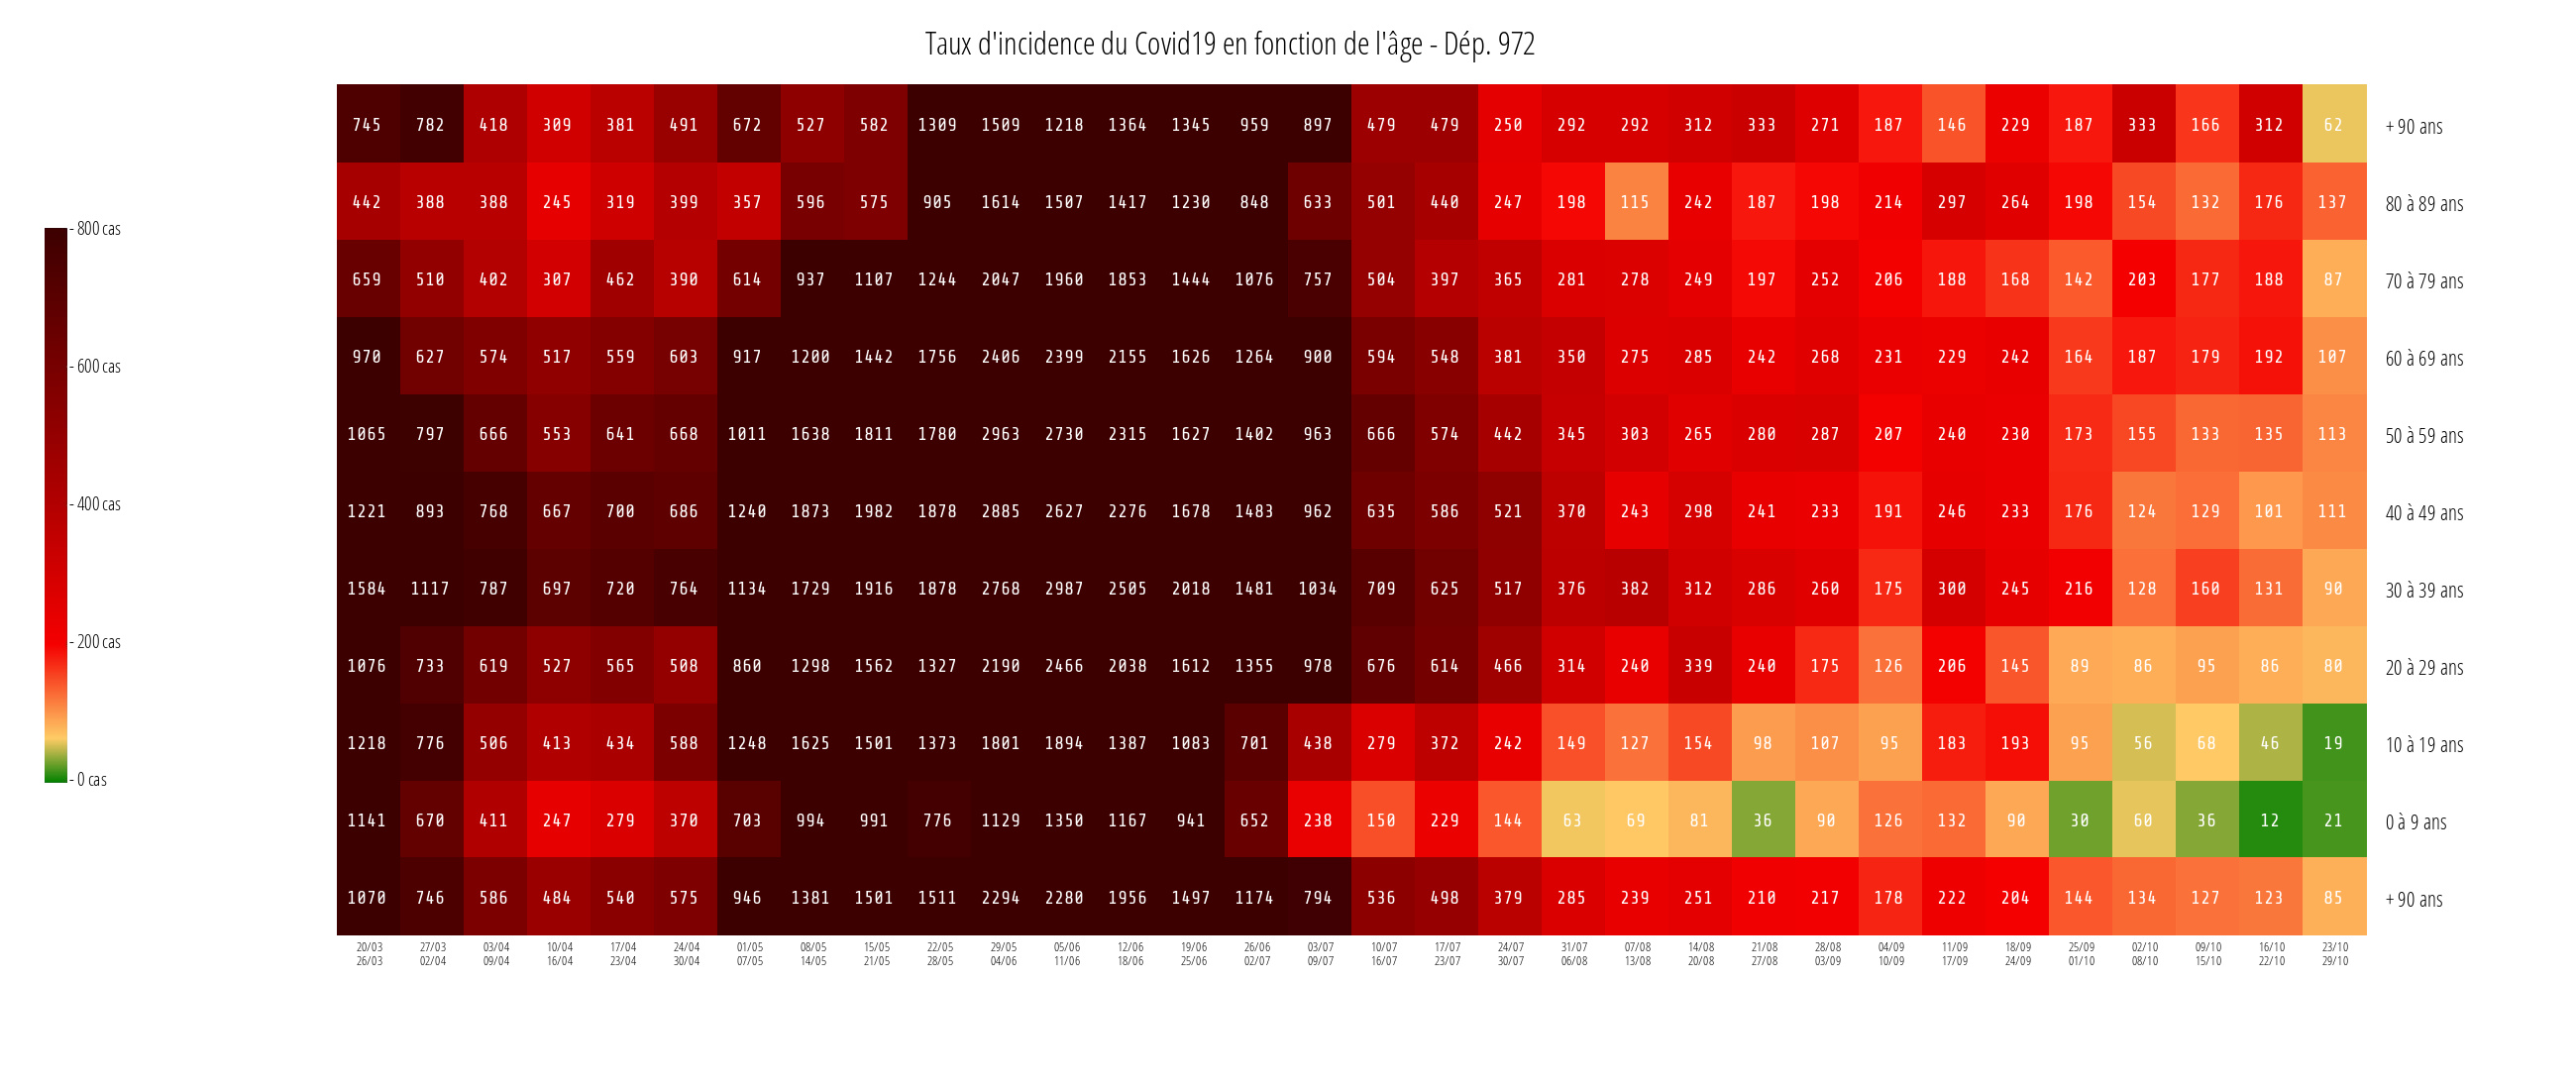 Taux d'incidence du Covid19 en fonction de l'âge - Dép. 972
- 800 cas
- 600 cas
- 400 cas
- 200 cas
- 0 cas
745 782 418 309 381 491 672 527 582 1309 1509 1218 1364 1345 959 897 479 479 250 292 292 312 333 271 187 146 229 187 333 166 312 62 + 90 ans
442 388 388 245 319 399 357 596 575 905 1614 1507 1417 1230 848 633 501 440 247 198 115 242 187 198 214 297 264 198 154 132 176 137 80 à 89 ans
659 510 402 307 462 390 614 937 1107 1244 2047 1960 1853 1444 1076 757 504 397 365 281 278 249 197 252 206 188 168 142 203 177 188 87 70 à 79 ans
970 627 574 517 559 603 917 1200 1442 1756 2406 2399 2155 1626 1264 900 594 548 381 350 275 285 242 268 231 229 242 164 187 179 192 107 60 à 69 ans
1065 797 666 553 641 668 1011 1638 1811 1780 2963 2730 2315 1627 1402 963 666 574 442 345 303 265 280 287 207 240 230 173 155 133 135 113 50 à 59 ans
1221 893 768 667 700 686 1240 1873 1982 1878 2885 2627 2276 1678 1483 962 635 586 521 370 243 298 241 233 191 246 233 176 124 129 101 111 40 à 49 ans
1584 1117 787 697 720 764 1134 1729 1916 1878 2768 2987 2505 2018 1481 1034 709 625 517 376 382 312 286 260 175 300 245 216 128 160 131 90 30 à 39 ans
1076 733 619 527 565 508 860 1298 1562 1327 2190 2466 2038 1612 1355 978 676 614 466 314 240 339 240 175 126 206 145 89 86 95 86 80 20 à 29 ans
1218 776 506 413 434 588 1248 1625 1501 1373 1801 1894 1387 1083 701 438 279 372 242 149 127 154 98 107 95 183 193 95 56 68 46 19 10 à 19 ans
1141 670 411 247 279 370 703 994 991 776 1129 1350 1167 941 652 238 150 229 144 63 69 81 36 90 126 132 90 30 60 36 12 21 0 à 9 ans
1070 746 586 484 540 575 946 1381 1501 1511 2294 2280 1956 1497 1174 794 536 498 379 285 239 251 210 217 178 222 204 144 134 127 123 85 + 90 ans
20/03 27/03 03/04 10/04 17/04 24/04 01/05 08/05 15/05 22/05 29/05 05/06 12/06 19/06 26/06 03/07 10/07 17/07 24/07 31/07 07/08 14/08 21/08 28/08 04/09 11/09 18/09 25/09 02/10 09/10 16/10 23/10
26/03 02/04 09/04 16/04 23/04 30/04 07/05 14/05 21/05 28/05 04/06 11/06 18/06 25/06 02/07 09/07 16/07 23/07 30/07 06/08 13/08 20/08 27/08 03/09 10/09 17/09 24/09 01/10 08/10 15/10 22/10 29/10